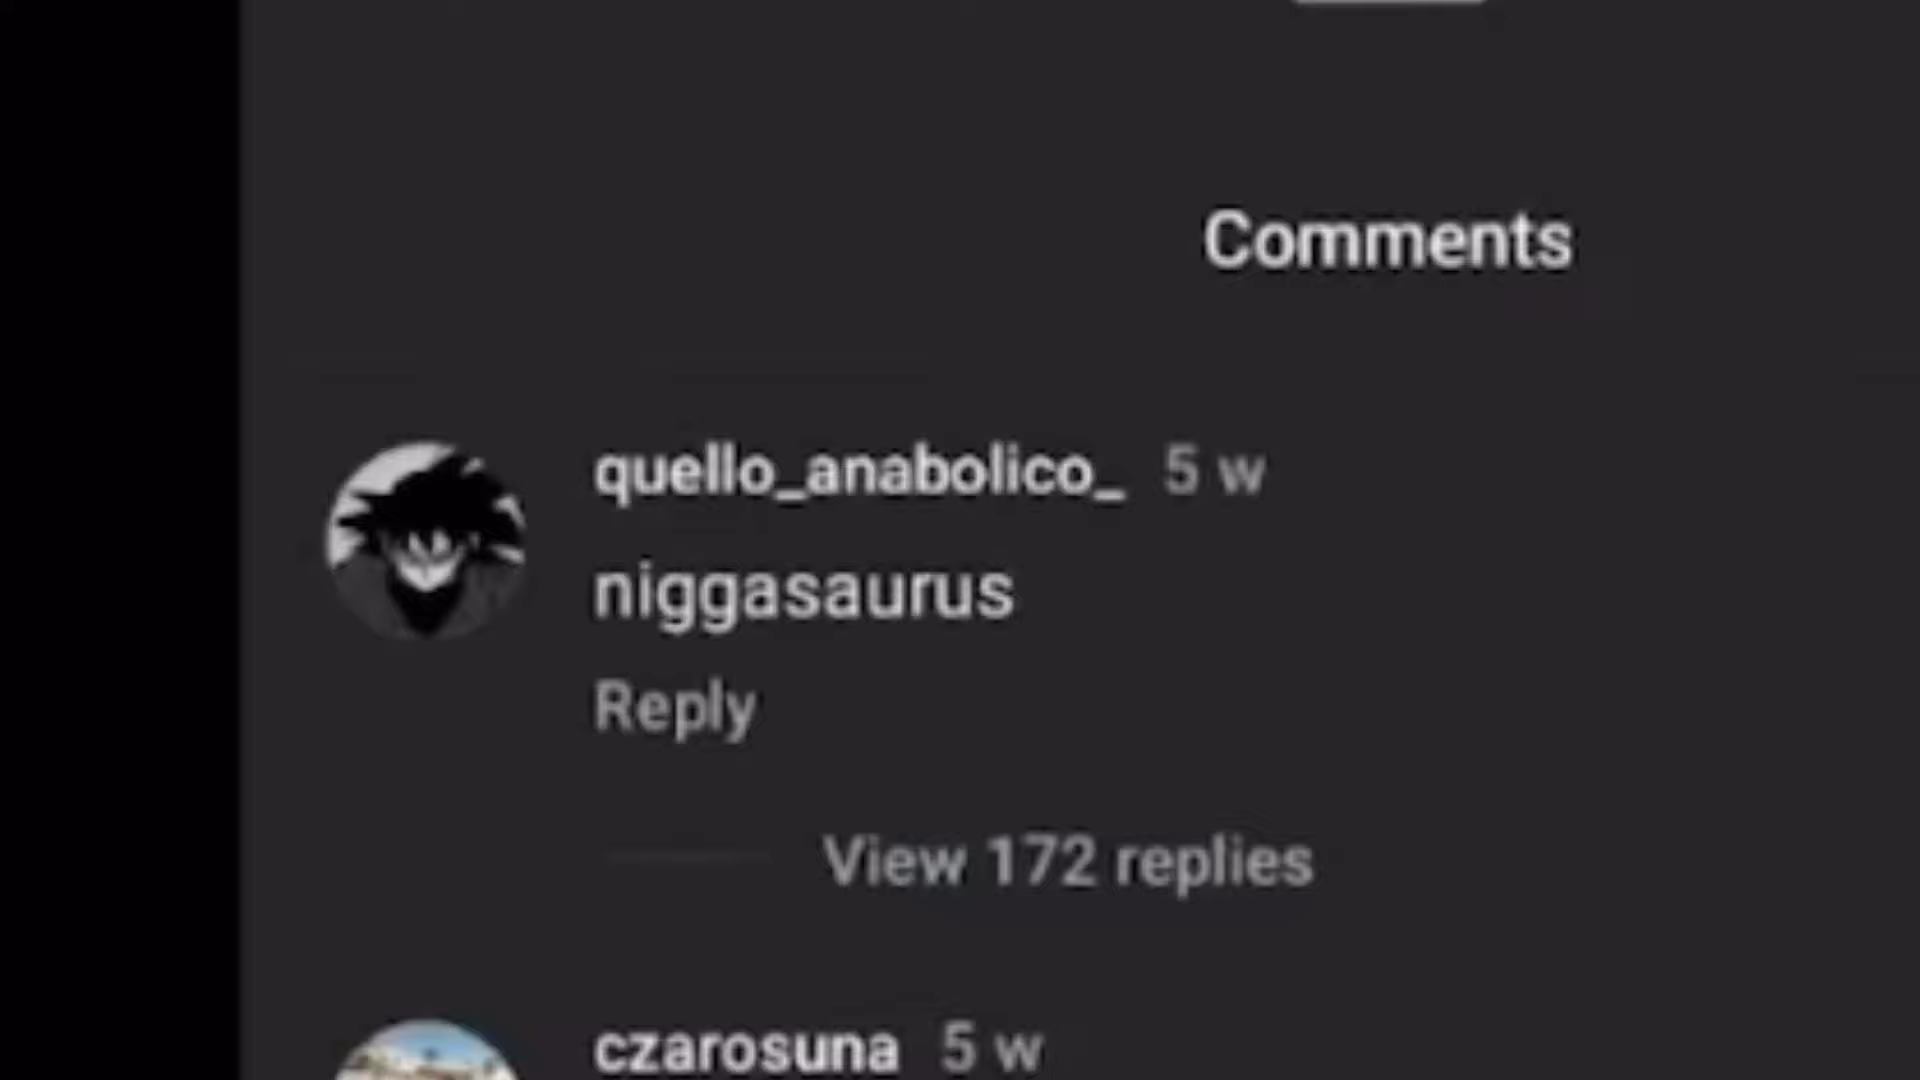 Comments
quello_anabolico_ 5 w
niggasaurus
Reply
View 172 replies
czarosuna 5 w